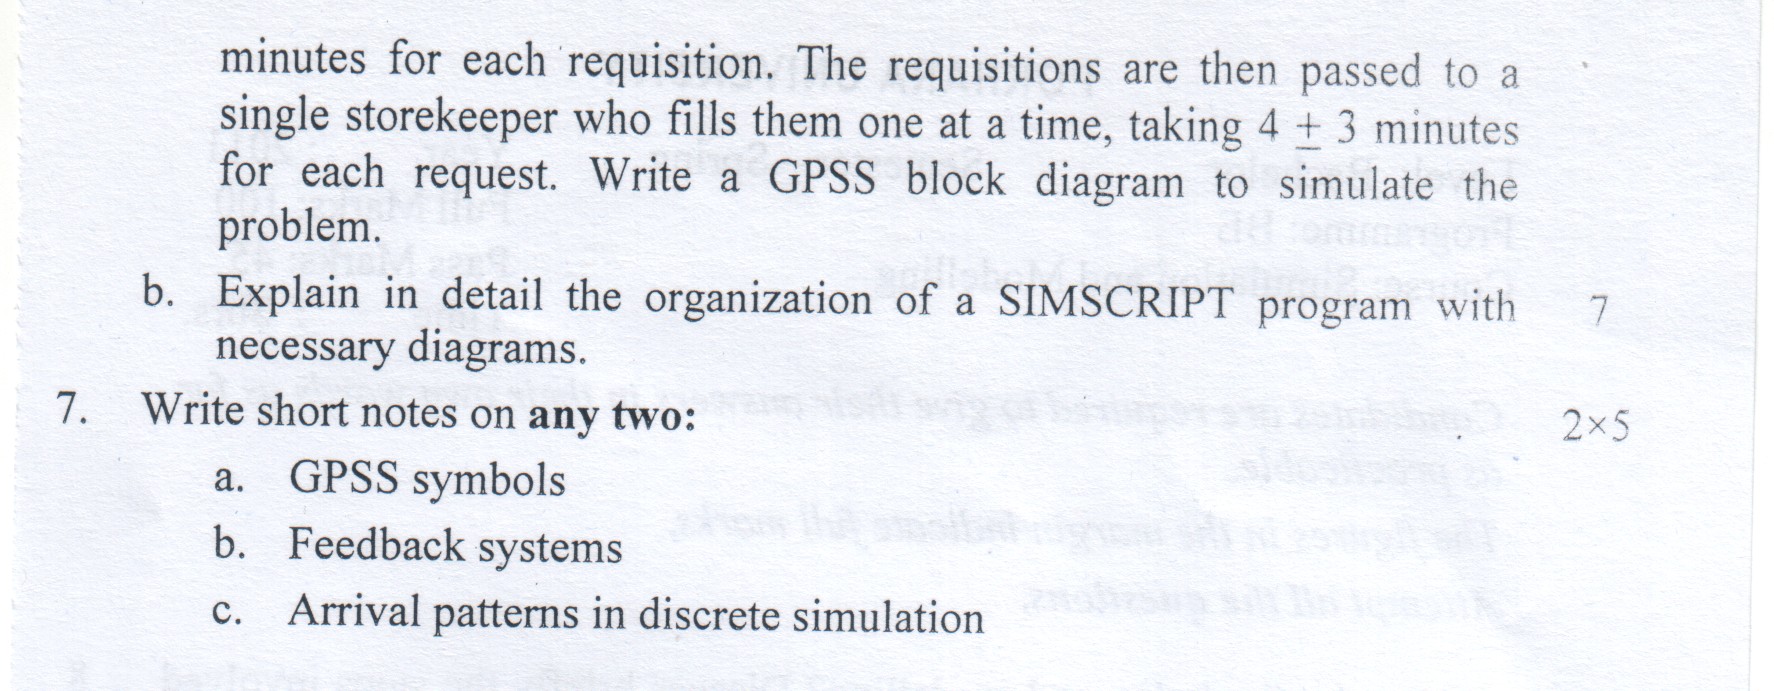 minutes for each requisition. The requisitions are then passed to a
single storekeeper who fills them one at a time, taking 4 ± 3 minutes
for each request. Write a GPSS block diagram to simulate the
problem.
b. Explain in detail the organization of a SIMSCRIPT program with 7
necessary diagrams.
7. Write short notes on any two: 2×5
a. GPSS symbols
b. Feedback systems
c. Arrival patterns in discrete simulation